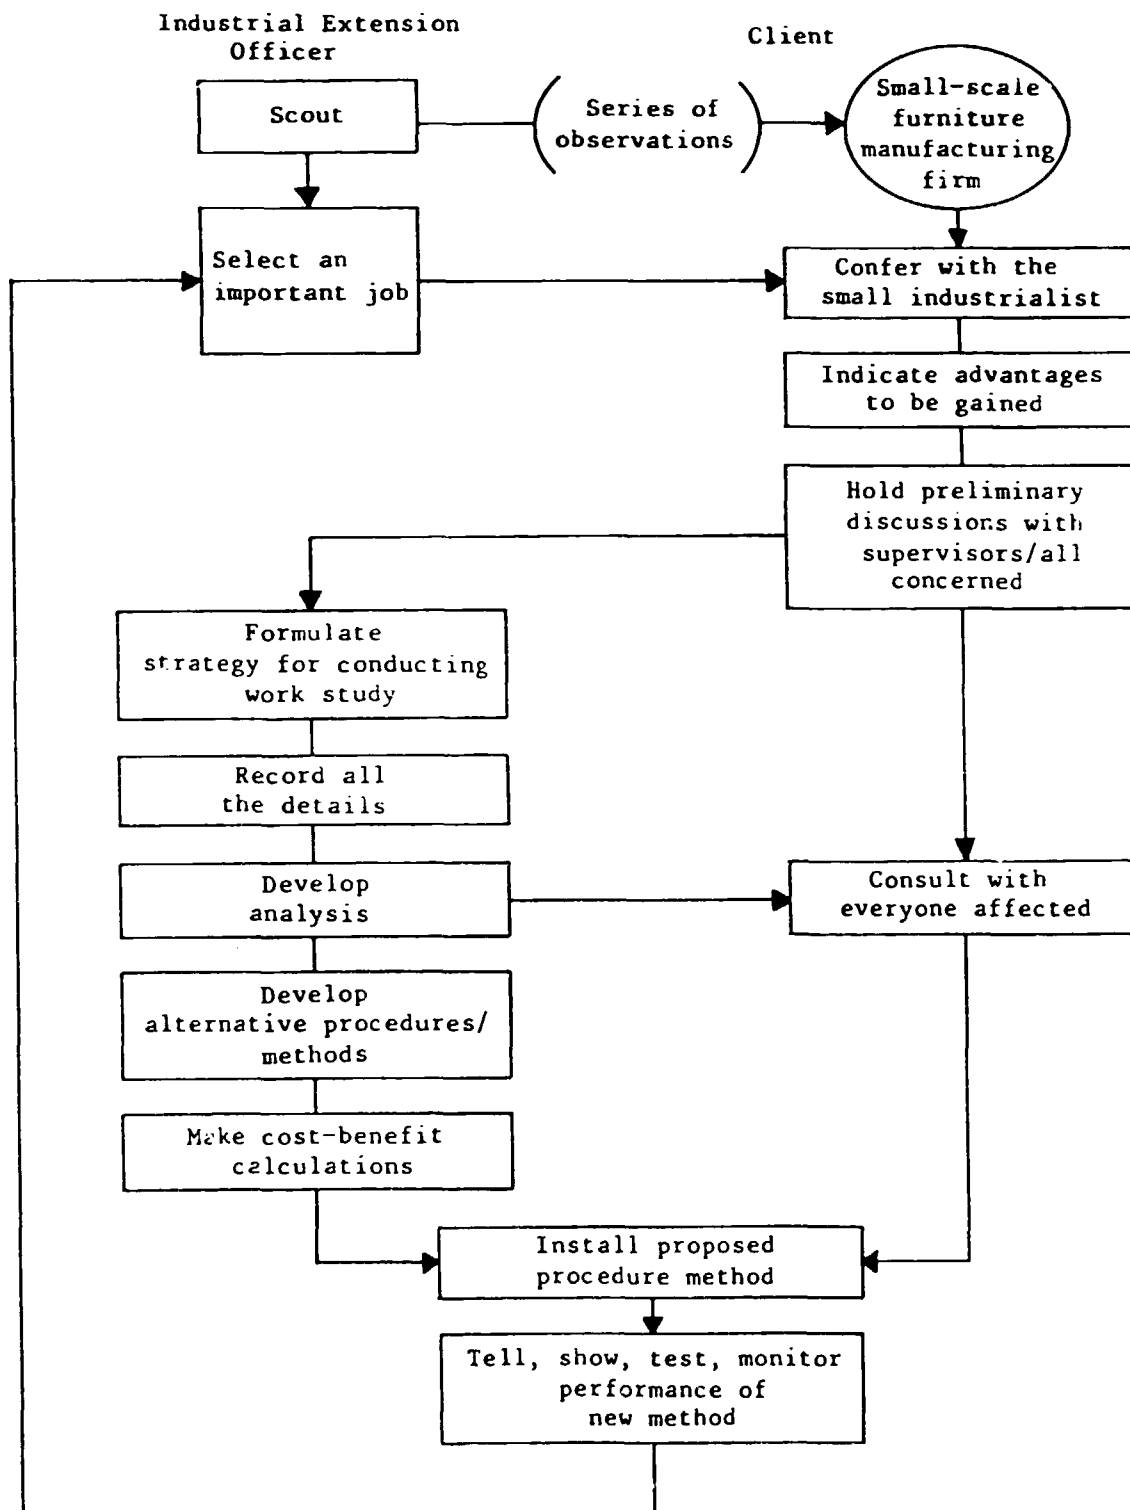 Industrial Extension
Officer
Client
Scout
Series of
observations
Small-scale
furniture
manufacturing
firm
Select an
important job
Confer with the
small industrialist
Indicate advantages
to be gained
Hold preliminary
discussions with
supervisors/all
concerned
Formulate
strategy for conducting
work study
Record all
the details
Develop
analysis
Consult with
everyone affected
Develop
alternative procedures/
methods
Make cost-benefit
calculations
Install proposed
procedure method
Tell, show, test, monitor
performance of
new method